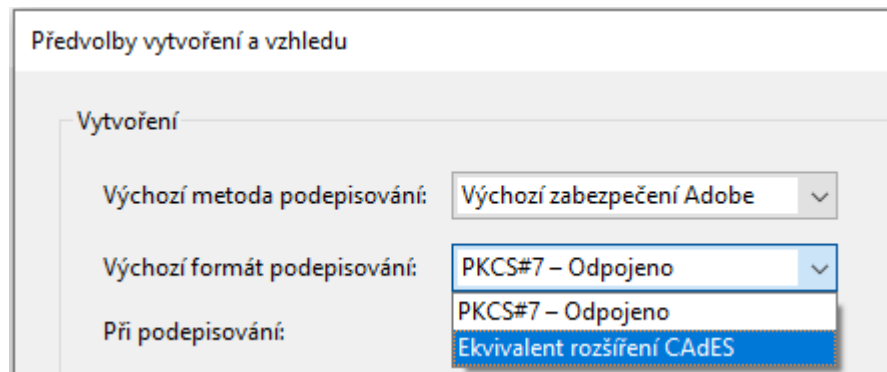 Předvolby vytvoření a vzhledu
Vytvoření
Výchozí metoda podepisování: Výchozí zabezpečení Adobe
Výchozí formát podepisování: PKCS#7 – Odpojeno
PKCS#7 – Odpojeno
Při podepisování:
Ekvivalent rozšíření CAdES